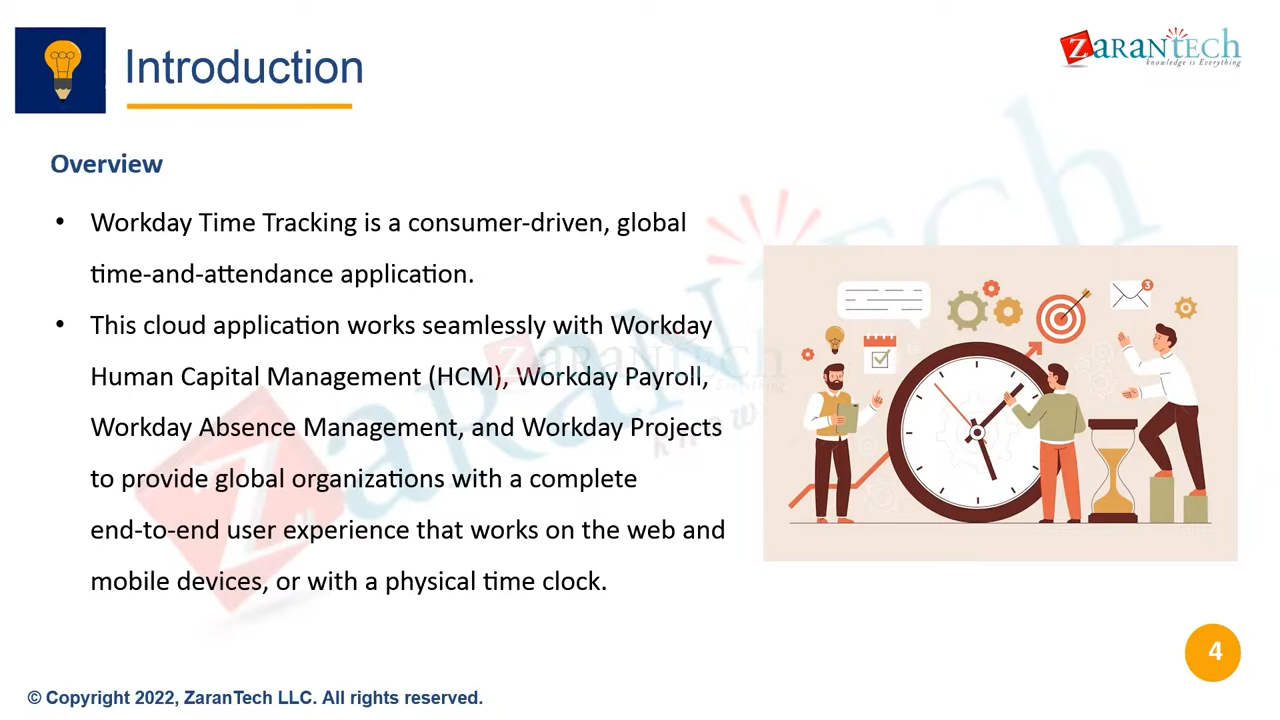 Introduction
ZaranTech
knowledge is Everything
Overview
• Workday Time Tracking is a consumer-driven, global
time-and-attendance application.
• This cloud application works seamlessly with Workday
Human Capital Management (HCM), Workday Payroll,
Workday Absence Management, and Workday Projects
to provide global organizations with a complete
end-to-end user experience that works on the web and
mobile devices, or with a physical time clock.
3
4
© Copyright 2022, ZaranTech LLC. All rights reserved.